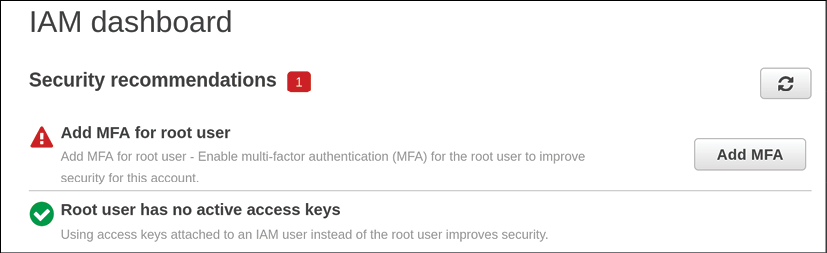 IAM dashboard
Security recommendations 1
Add MFA for root user
Add MFA for root user - Enable multi-factor authentication (MFA) for the root user to improve
security for this account.
Add MFA
Root user has no active access keys
Using access keys attached to an IAM user instead of the root user improves security.